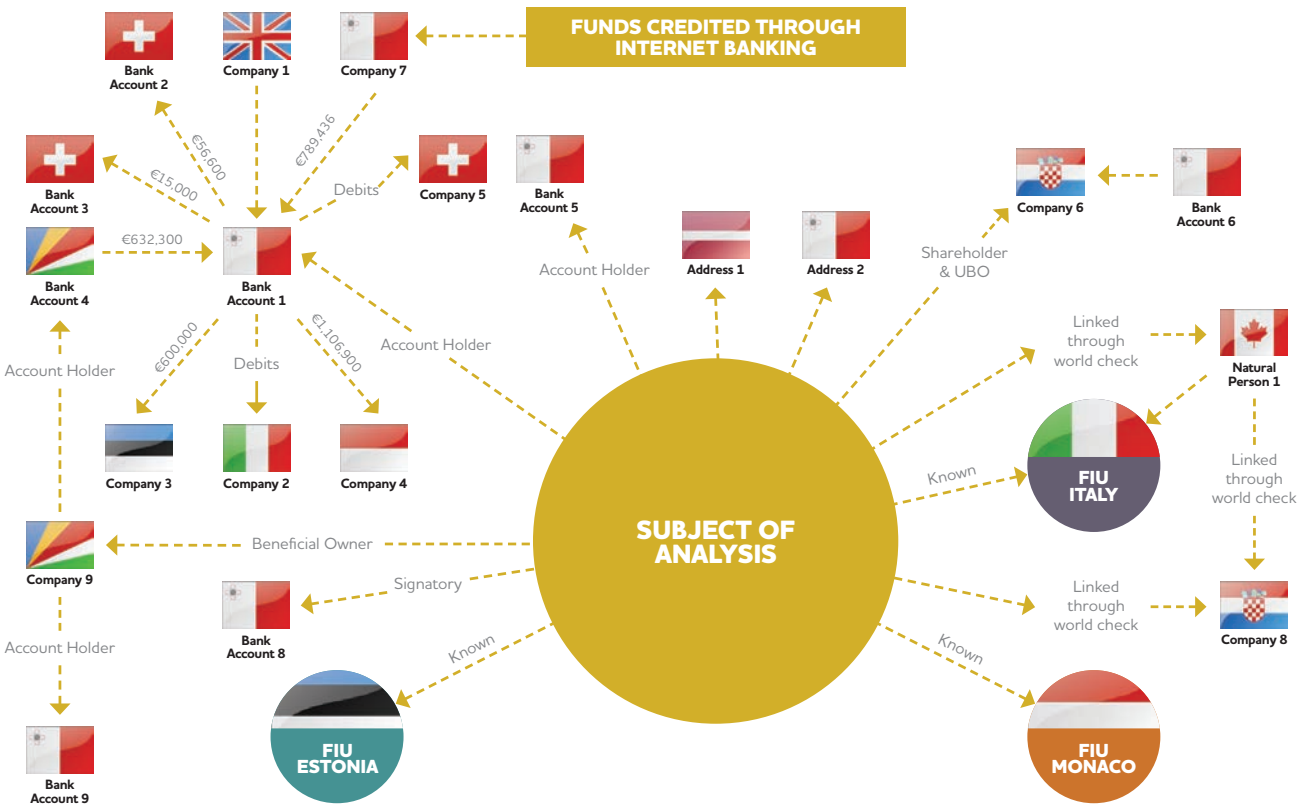 FUNDS CREDITED THROUGH
INTERNET BANKING
Bank
Account 2
Company 1
Company 7
€56,600
€789,436
Bank
Account 3
€15,000
Debits
Company 5
Bank
Account 5
Company 6
Bank
Account 6
Bank
Account 4
€632,300
Bank
Account 1
Account Holder
Address 1
Address 2
Shareholder
& UBO
€600,000
Debits
€1,106,900
Account Holder
Account Holder
Linked
through
world check
Natural
Person 1
Company 3
Company 2
Company 4
Known
FIU
ITALY
Linked
through
world check
SUBJECT OF
ANALYSIS
Company 9
Beneficial Owner
Signatory
Bank
Account 8
Linked
through
world check
Company 8
Account Holder
Known
Known
FIU
ESTONIA
FIU
MONACO
Bank
Account 9